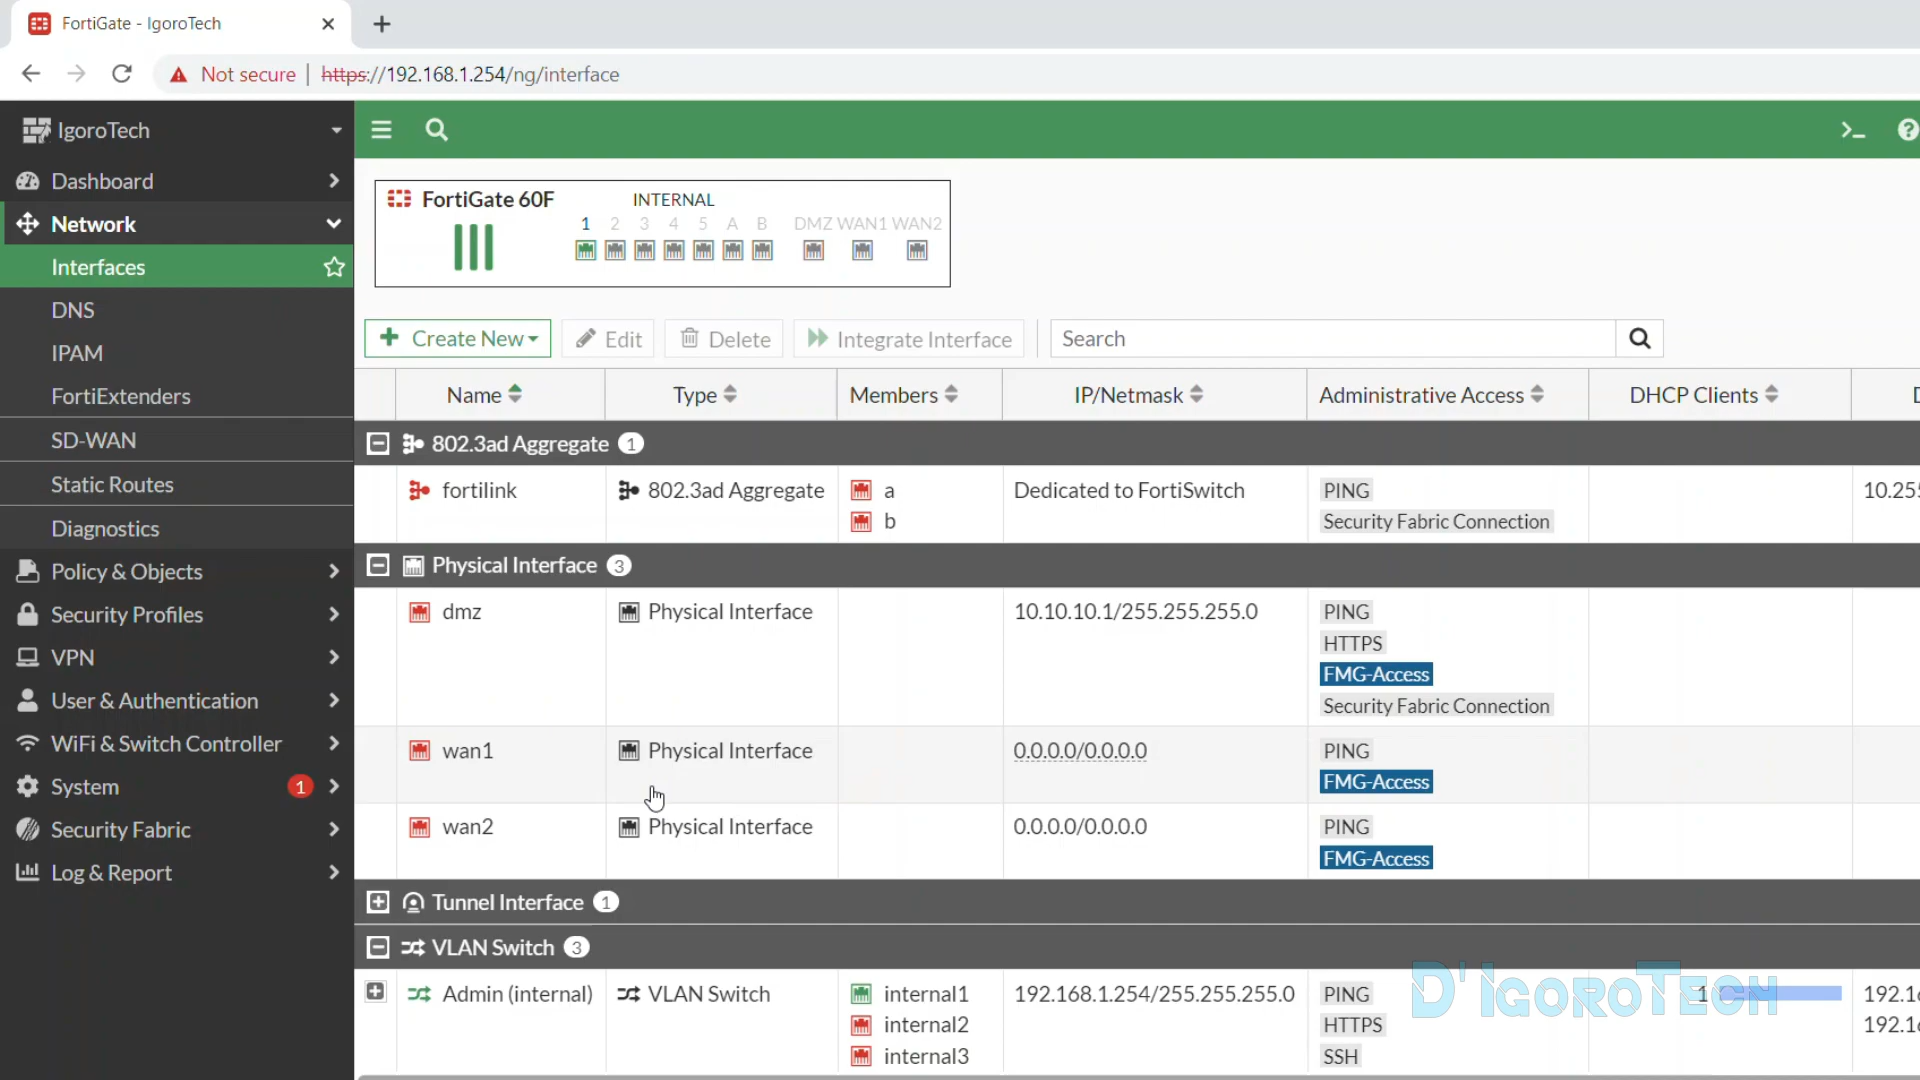 FortiGate - IgoroTech
Not secure | https://192.168.1.254/ng/interface
IgoroTech
Dashboard
Network
Interfaces
DNS
IPAM
FortiExtenders
SD-WAN
Static Routes
Diagnostics
Policy & Objects
Security Profiles
VPN
User & Authentication
WiFi & Switch Controller
System 1
Security Fabric
Log & Report
FortiGate 60F
INTERNAL
1 2 3 4 5 A B DMZ WAN1 WAN2
Create New Edit Delete Integrate Interface Search
Name Type Members IP/Netmask Administrative Access DHCP Clients
802.3ad Aggregate 1
fortilink 802.3ad Aggregate a Dedicated to FortiSwitch PING
b Security Fabric Connection
Physical Interface 3
dmz Physical Interface 10.10.10.1/255.255.255.0 PING
HTTPS
FMG-Access
Security Fabric Connection
wan1 Physical Interface 0.0.0.0/0.0.0.0 PING
FMG-Access
wan2 Physical Interface 0.0.0.0/0.0.0.0 PING
FMG-Access
Tunnel Interface 1
VLAN Switch 3
Admin (internal) VLAN Switch internal1 192.168.1.254/255.255.255.0 PING 1
internal2 HTTPS
internal3 SSH
D'IGOROTECH